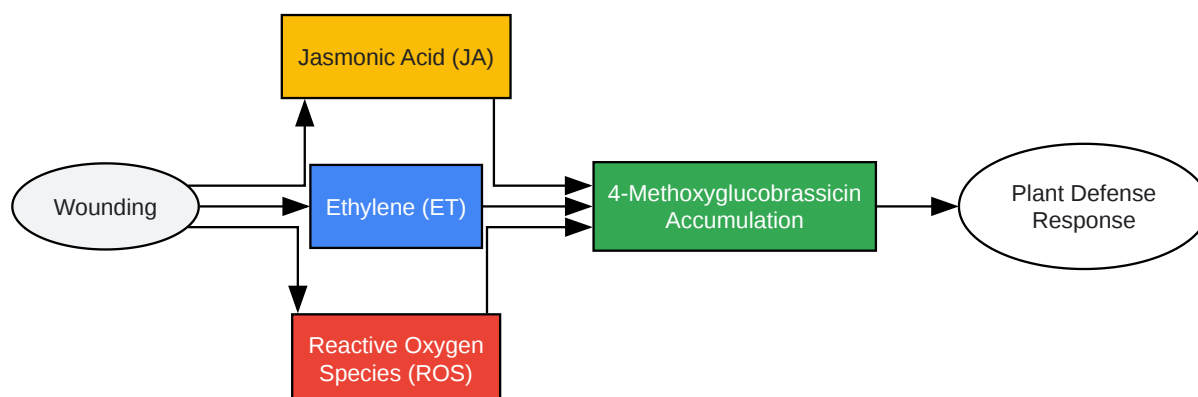 Jasmonic Acid (JA)
Wounding
Ethylene (ET)
4-Methoxyglucobrassicin
Accumulation
Plant Defense
Response
Reactive Oxygen
Species (ROS)